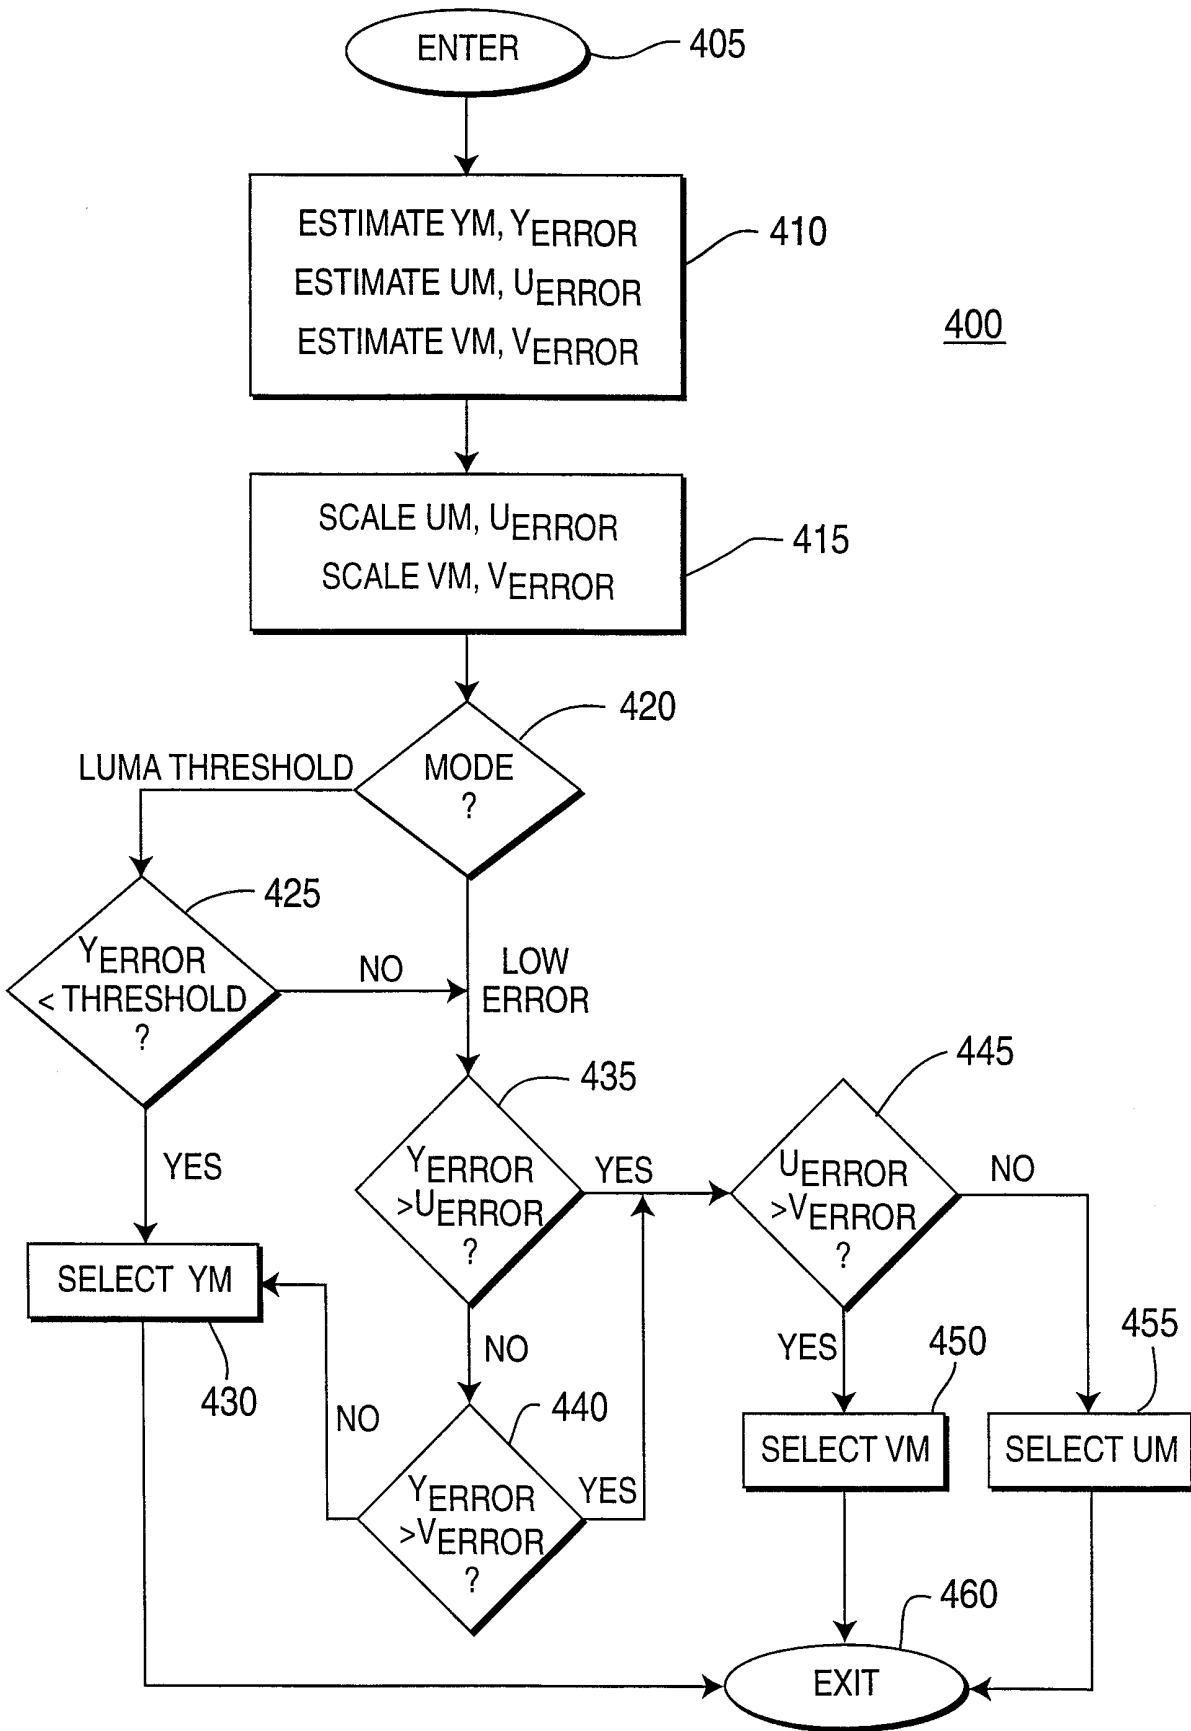 ENTER
405
ESTIMATE YM, YERROR
ESTIMATE UM, UERROR
ESTIMATE VM, VERROR
410
400
SCALE UM, UERROR
SCALE VM, VERROR
415
420
LUMA THRESHOLD
MODE
?
425
YERROR
< THRESHOLD
?
NO
LOW
ERROR
435
445
YES
YERROR
>UERROR
?
YES
UERROR
>VERROR
?
NO
SELECT YM
430
NO
NO
440
YERROR
>VERROR
?
YES
YES
450
455
SELECT VM
SELECT UM
460
EXIT